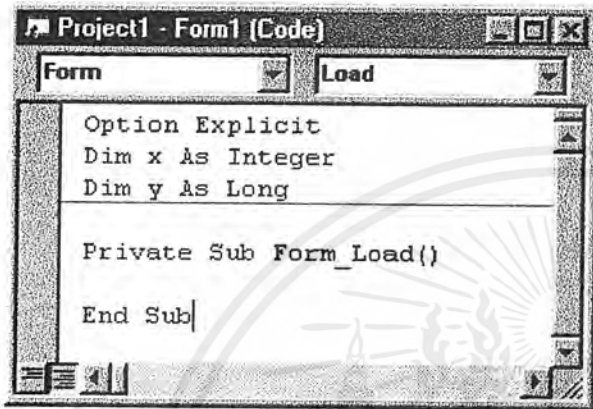 Project1 - Form1 (Code)
Form
Load
Option Explicit
Dim x As Integer
Dim y As Long
Private Sub Form_Load()
End Sub